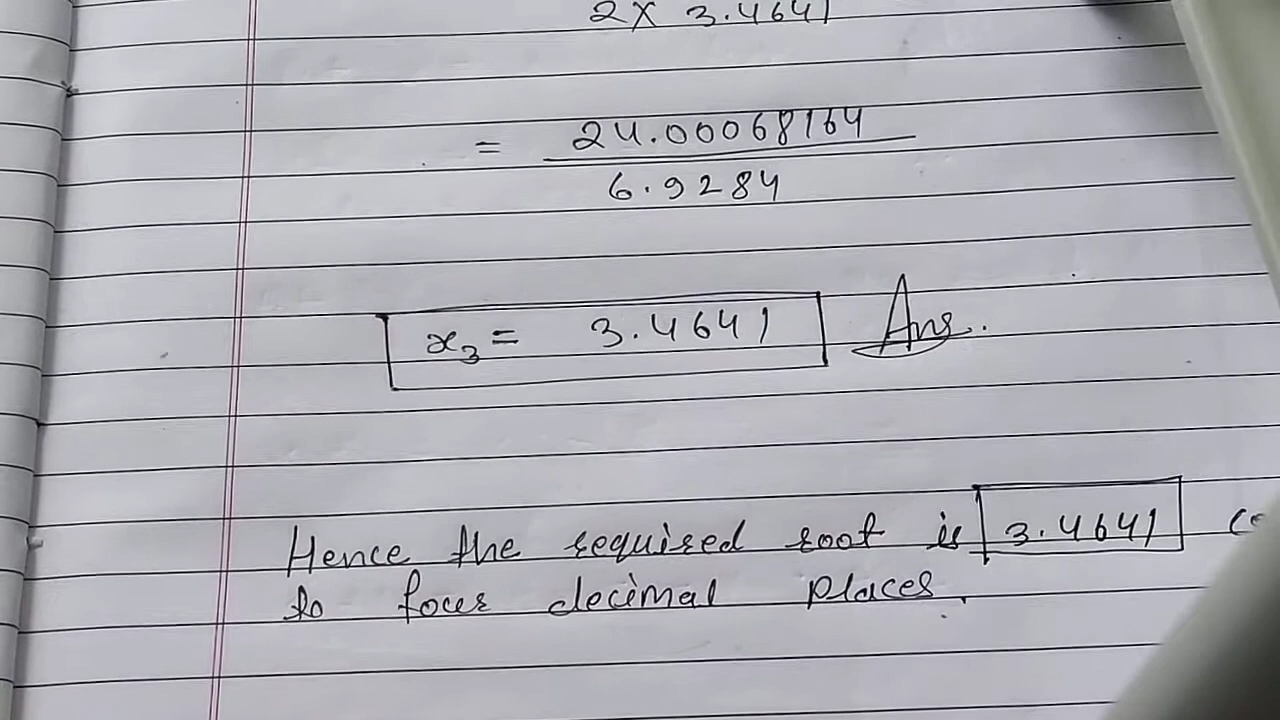 2 × 3.4641
= 24.00068164
6.9284
x₃ = 3.4641 Ans.
Hence the required root is 3.4641
to four decimal places.